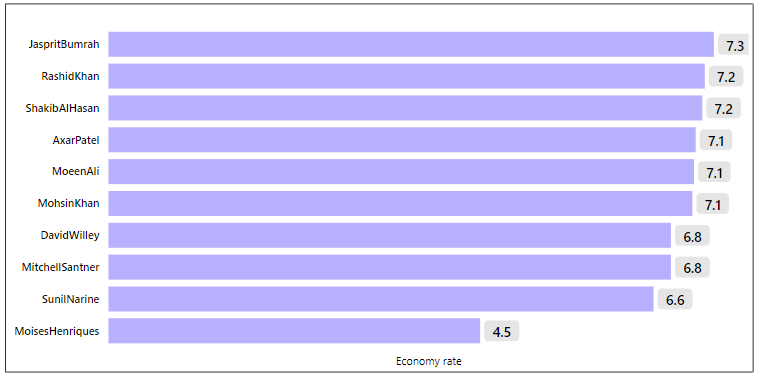 JaspritBumrah 7.3
RashidKhan 7.2
ShakibAlHasan 7.2
AxarPatel 7.1
MoeenAli 7.1
MohsinKhan 7.1
DavidWilley 6.8
MitchellSantner 6.8
SunilNarine 6.6
MoisesHenriques 4.5
Economy rate